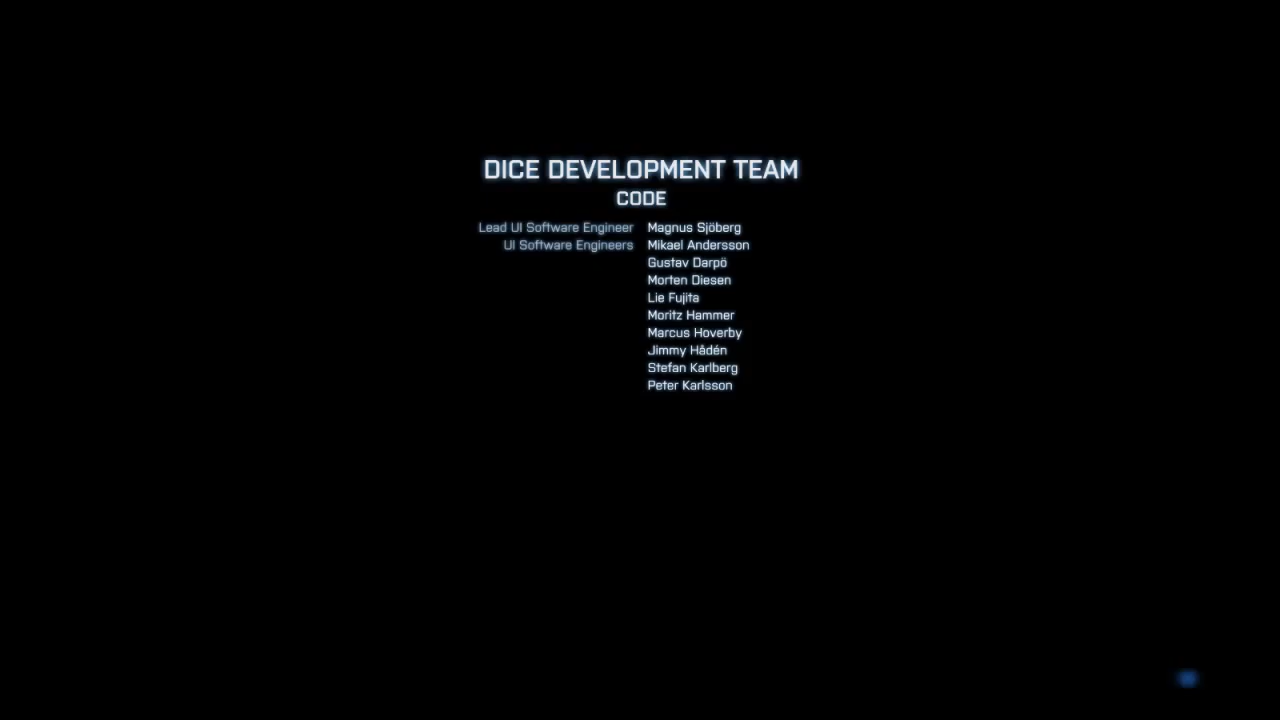 DICE DEVELOPMENT TEAM
CODE
Lead UI Software Engineer Magnus Sjöberg
UI Software Engineers Mikael Andersson
Gustav Darpö
Morten Diesen
Lie Fujita
Moritz Hammer
Marcus Hoverby
Jimmy Hådén
Stefan Karlberg
Peter Karlsson